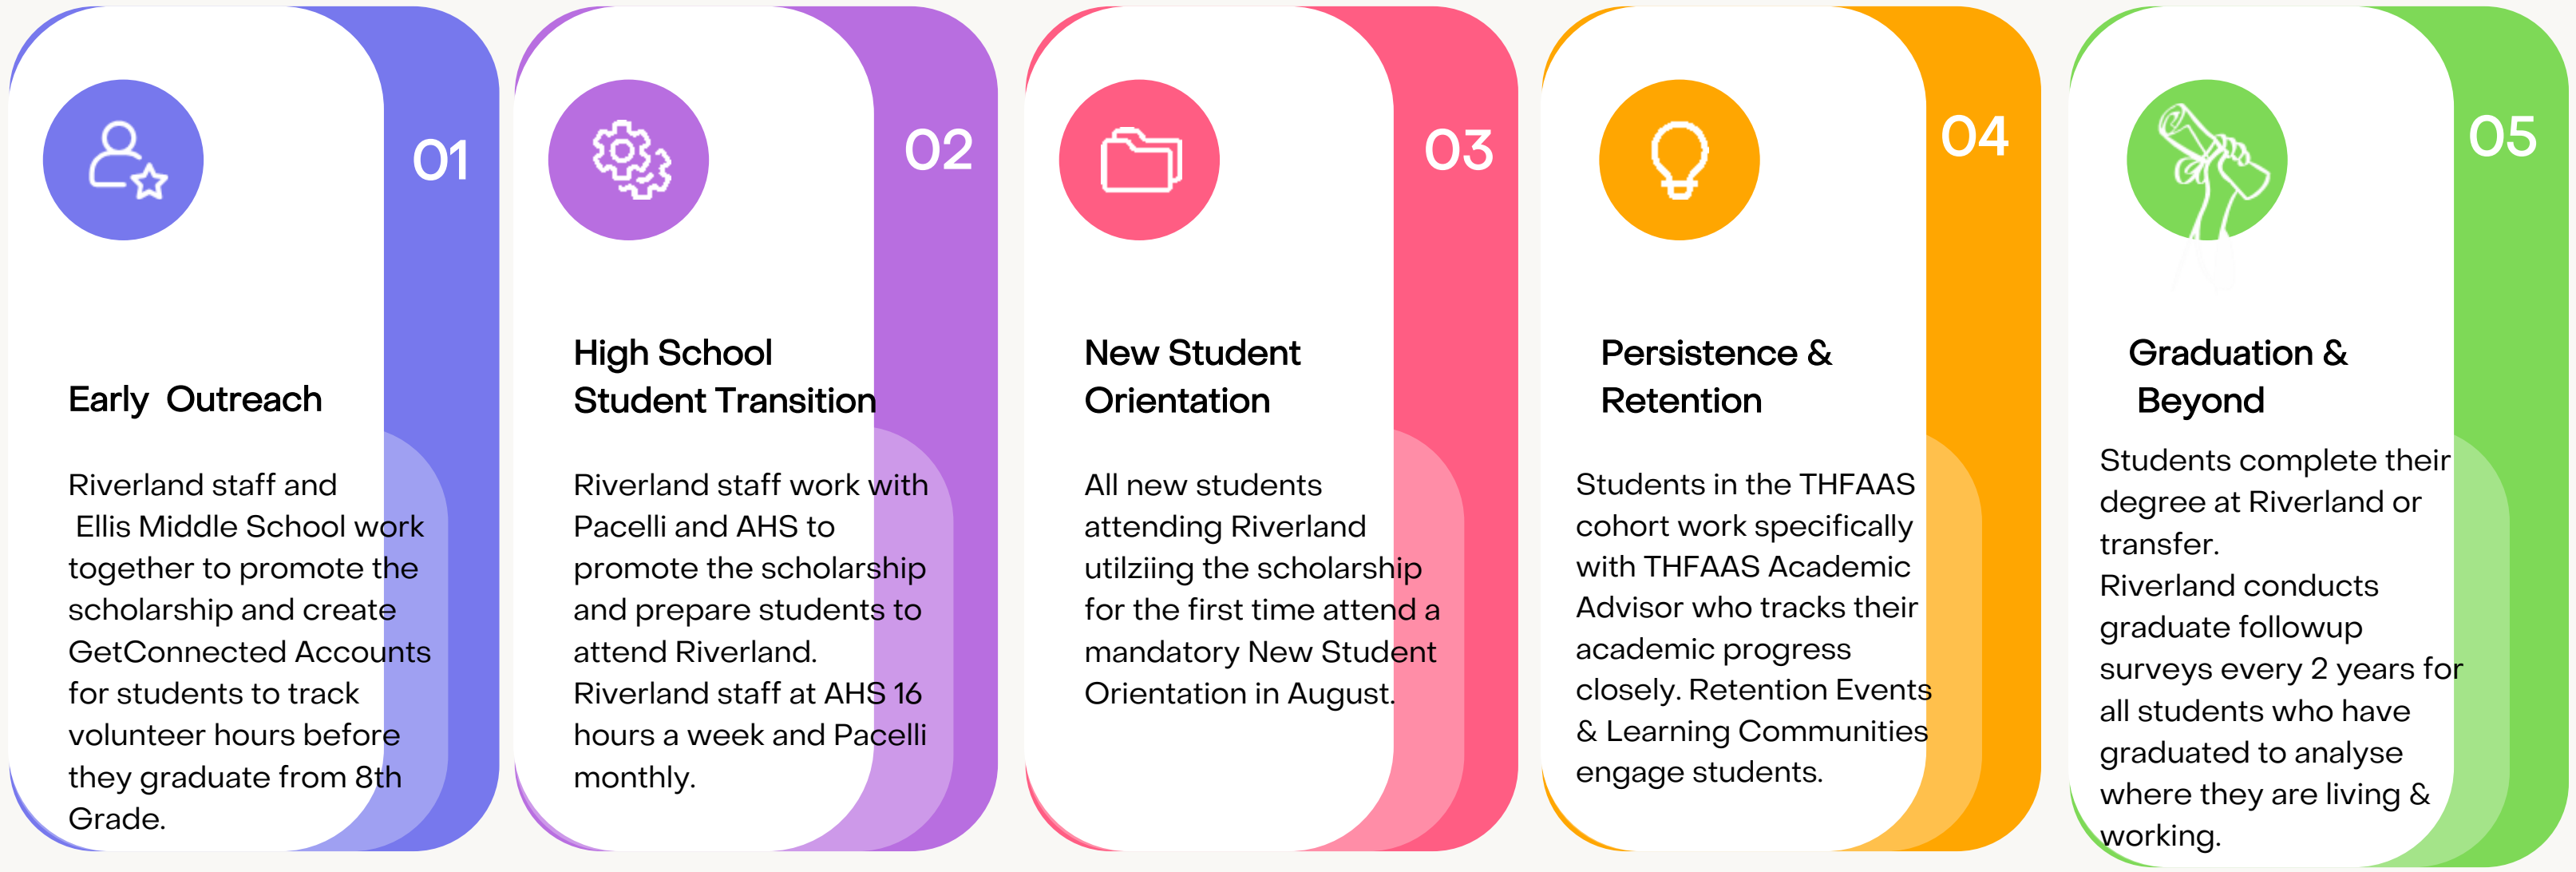 01
Early  Outreach
Riverland staff and
Ellis Middle School work
together to promote the
scholarship and create
GetConnected Accounts
for students to track
volunteer hours before
they graduate from 8th
Grade.
02
High School
Student Transition
Riverland staff work with
Pacelli and AHS to
promote the scholarship
and prepare students to
attend Riverland.
Riverland staff at AHS 16
hours a week and Pacelli
monthly.
03
New Student
Orientation
All new students
attending Riverland
utilziing the scholarship
for the first time attend a
mandatory New Student
Orientation in August.
04
Persistence &
Retention
Students in the THFAAS
cohort work specifically
with THFAAS Academic
Advisor who tracks their
academic progress
closely. Retention Events
& Learning Communities
engage students.
05
Graduation &
Beyond
Students complete their
degree at Riverland or
transfer.
Riverland conducts
graduate followup
surveys every 2 years for
all students who have
graduated to analyse
where they are living &
working.